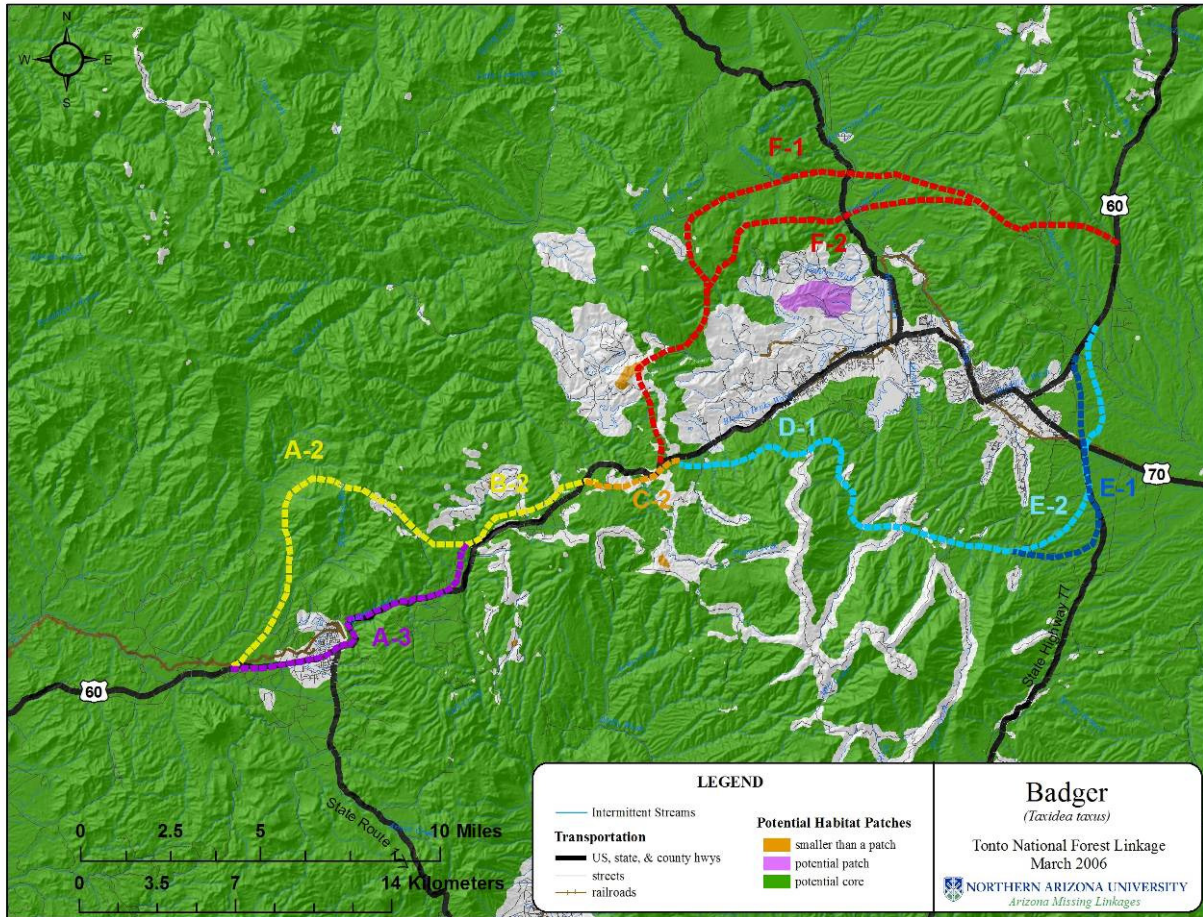 N
W
E
S
F-1
60
F-2
D-1
A-2
B-2
C-2
70
E-1
E-2
A-3
State Highway 77
60
State Route 177
0 2.5 5 10 Miles
0 3.5 7 14 Kilometers
LEGEND
Intermittent Streams
Transportation
US, state, & county hwys
streets
railroads
Potential Habitat Patches
smaller than a patch
potential patch
potential core
Badger
(Taxidea taxus)
Tonto National Forest Linkage
March 2006
NORTHERN ARIZONA UNIVERSITY
Arizona Missing Linkages